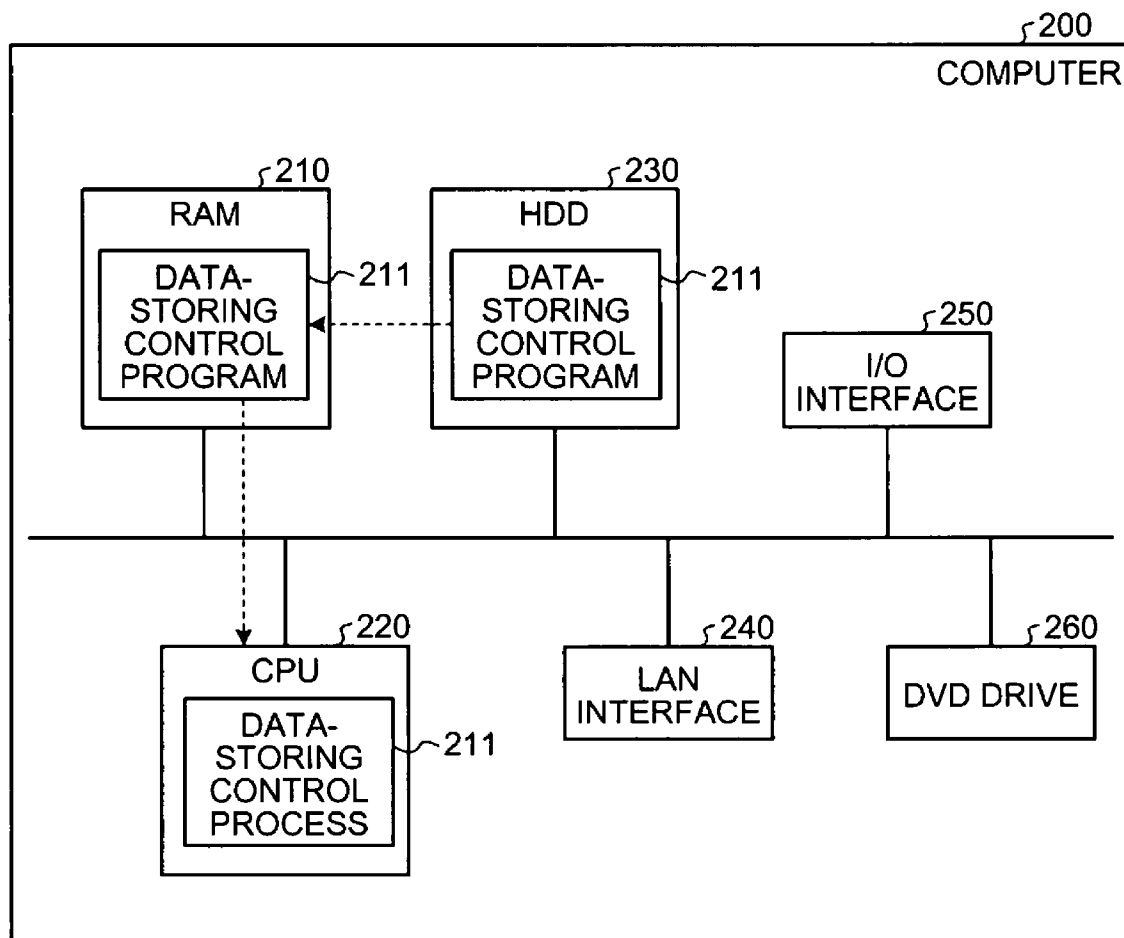 200
COMPUTER
210
RAM
DATA-
STORING
CONTROL
PROGRAM
211
230
HDD
DATA-
STORING
CONTROL
PROGRAM
211
250
I/O
INTERFACE
220
CPU
DATA-
STORING
CONTROL
PROCESS
211
240
LAN
INTERFACE
260
DVD DRIVE